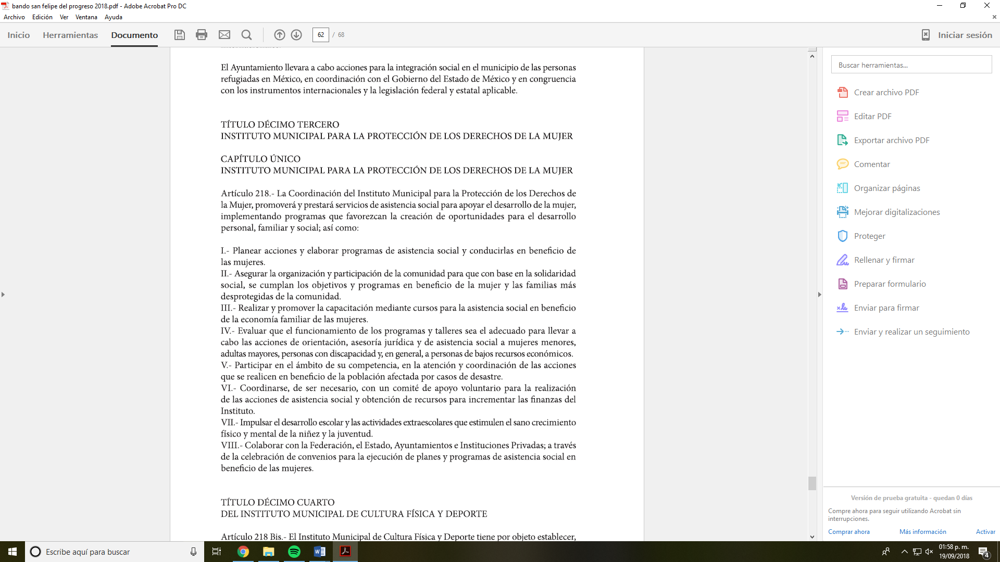 bando san felipe del progreso 2018.pdf - Adobe Acrobat Pro DC
Archivo Edición Ver Ventana Ayuda
Inicio Herramientas Documento 62 / 68 Iniciar sesión
El Ayuntamiento llevara a cabo acciones para la integración social en el municipio de las personas
refugiadas en México, en coordinación con el Gobierno del Estado de México y en congruencia
con los instrumentos internacionales y la legislación federal y estatal aplicable.
TÍTULO DÉCIMO TERCERO
INSTITUTO MUNICIPAL PARA LA PROTECCIÓN DE LOS DERECHOS DE LA MUJER
CAPÍTULO ÚNICO
INSTITUTO MUNICIPAL PARA LA PROTECCIÓN DE LOS DERECHOS DE LA MUJER
Artículo 218.- La Coordinación del Instituto Municipal para la Protección de los Derechos de
la Mujer, promoverá y prestará servicios de asistencia social para apoyar el desarrollo de la mujer,
implementando programas que favorezcan la creación de oportunidades para el desarrollo
personal, familiar y social; así como:
I.- Planear acciones y elaborar programas de asistencia social y conducirlas en beneficio de
las mujeres.
II.- Asegurar la organización y participación de la comunidad para que con base en la solidaridad
social, se cumplan los objetivos y programas en beneficio de la mujer y las familias más
desprotegidas de la comunidad.
III.- Realizar y promover la capacitación mediante cursos para la asistencia social en beneficio
de la economía familiar de las mujeres.
IV.- Evaluar que el funcionamiento de los programas y talleres sea el adecuado para llevar a
cabo las acciones de orientación, asesoría jurídica y de asistencia social a mujeres menores,
adultas mayores, personas con discapacidad y, en general, a personas de bajos recursos económicos.
V.- Participar en el ámbito de su competencia, en la atención y coordinación de las acciones
que se realicen en beneficio de la población afectada por casos de desastre.
VI.- Coordinarse, de ser necesario, con un comité de apoyo voluntario para la realización
de las acciones de asistencia social y obtención de recursos para incrementar las finanzas del
Instituto.
VII.- Impulsar el desarrollo escolar y las actividades extraescolares que estimulen el sano crecimiento
físico y mental de la niñez y la juventud.
VIII.- Colaborar con la Federación, el Estado, Ayuntamientos e Instituciones Privadas; a través
de la celebración de convenios para la ejecución de planes y programas de asistencia social en
beneficio de las mujeres.
TÍTULO DÉCIMO CUARTO
DEL INSTITUTO MUNICIPAL DE CULTURA FÍSICA Y DEPORTE
Artículo 218 Bis.- El Instituto Municipal de Cultura Física y Deporte tiene por objeto establecer,
Buscar herramientas...
Crear archivo PDF
Editar PDF
Exportar archivo PDF
Comentar
Organizar páginas
Mejorar digitalizaciones
Proteger
Rellenar y firmar
Preparar formulario
Enviar para firmar
Enviar y realizar un seguimiento
Versión de prueba gratuita - quedan 0 días
Compre ahora para seguir utilizando Acrobat sin
interrupciones.
Comprar ahora Más información Activar
Escribe aquí para buscar
01:58 p. m.
19/09/2018
4